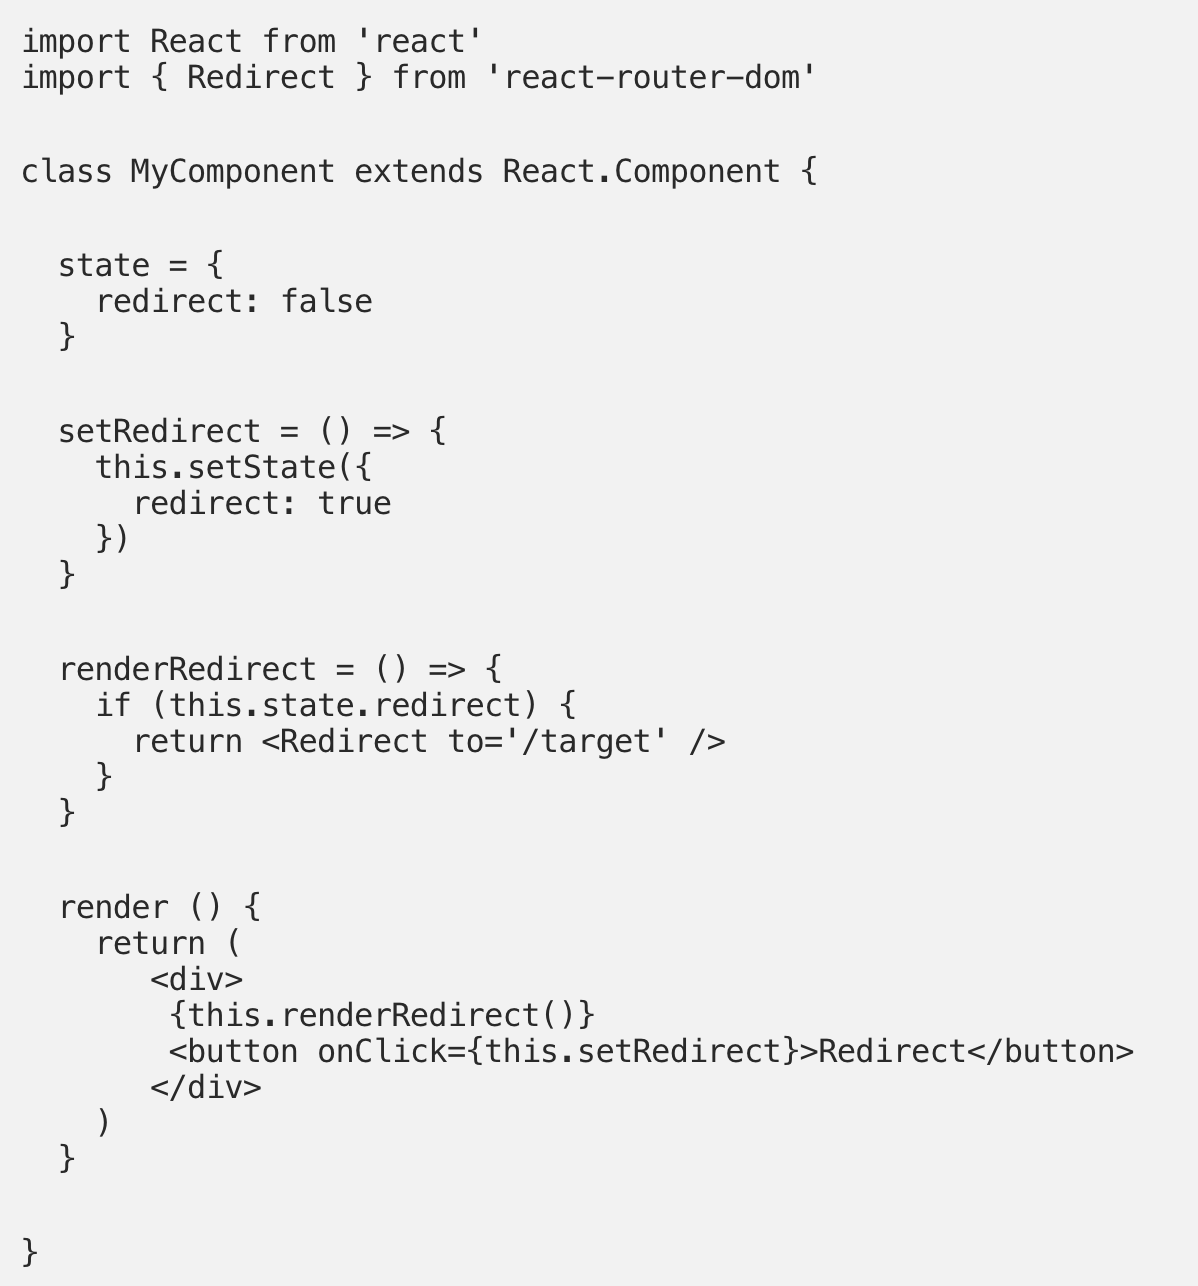 import React from 'react'
import { Redirect } from 'react-router-dom'

class MyComponent extends React.Component {

  state = {
    redirect: false
  }

  setRedirect = () => {
    this.setState({
      redirect: true
    })
  }

  renderRedirect = () => {
    if (this.state.redirect) {
      return <Redirect to='/target' />
    }
  }

  render () {
    return (
       <div>
        {this.renderRedirect()}
        <button onClick={this.setRedirect}>Redirect</button>
       </div>
    )
  }

}